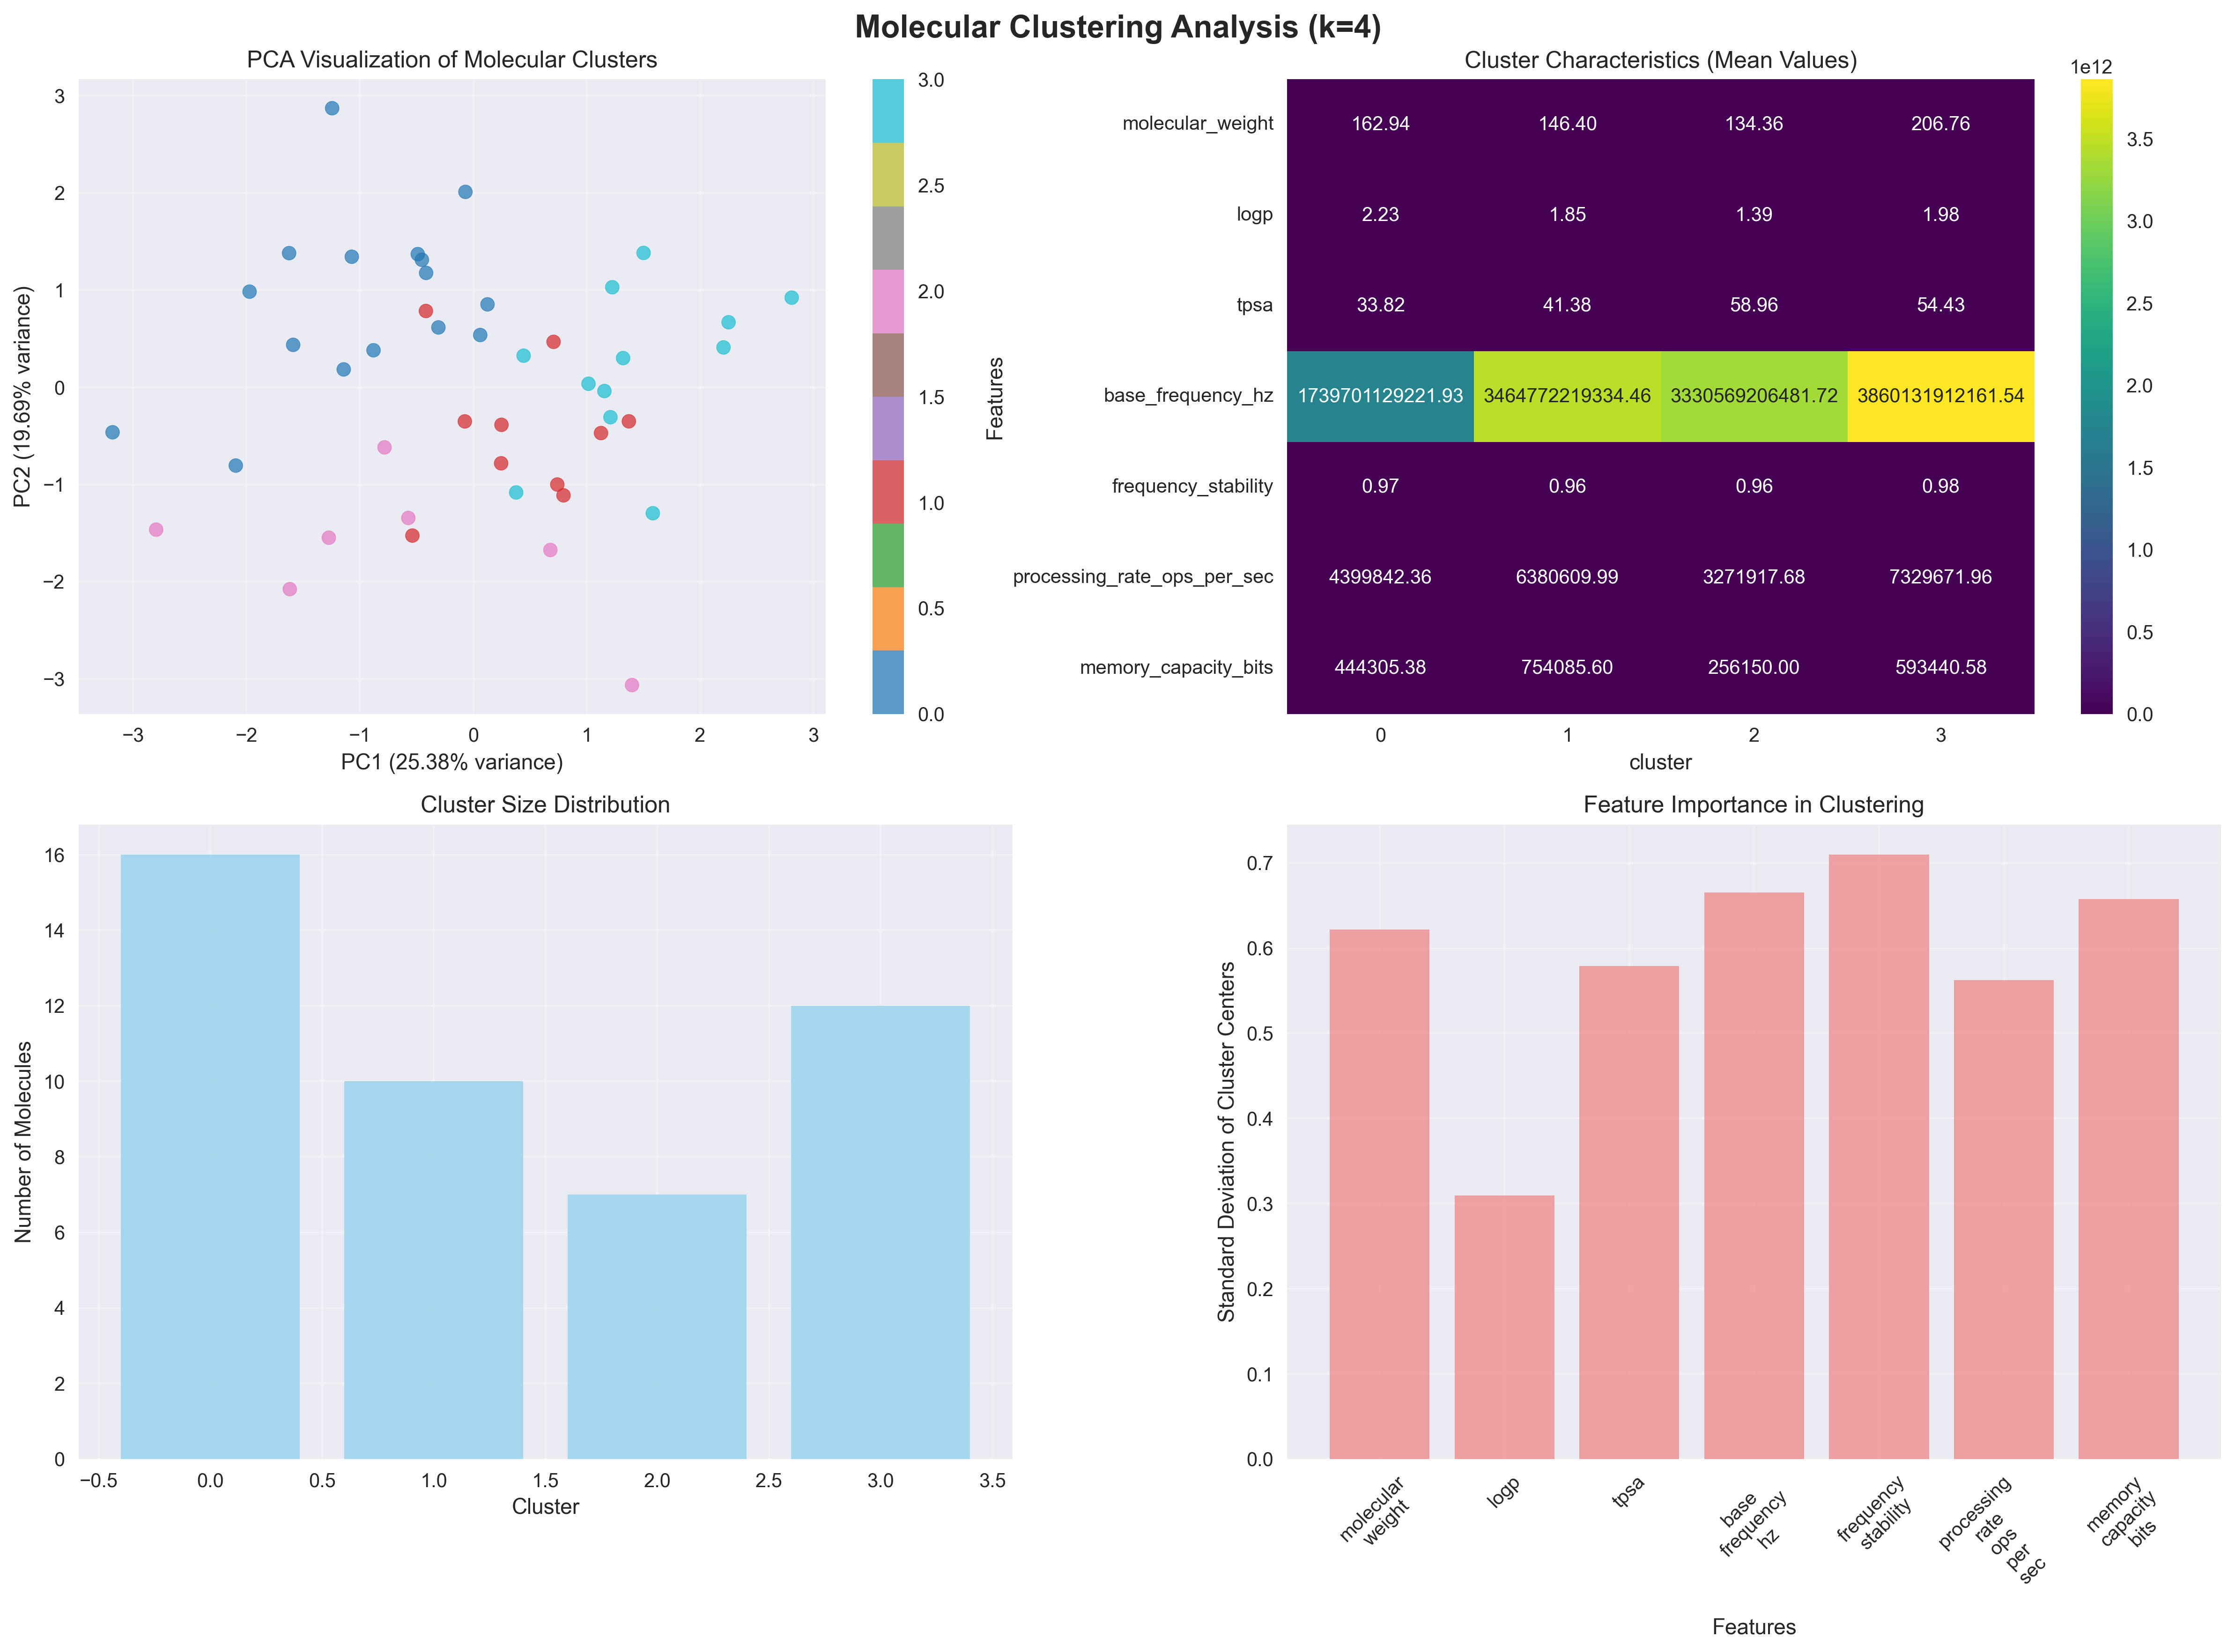 Molecular Clustering Analysis (k=4)
PCA Visualization of Molecular Clusters
3
2
1
0
−1
−2
−3
PC2 (19.69% variance)
−3 −2 −1 0 1 2 3
PC1 (25.38% variance)
3.0
2.5
2.0
1.5
1.0
0.5
0.0
Cluster Characteristics (Mean Values)
Features
molecular_weight 162.94 146.40 134.36 206.76
logp 2.23 1.85 1.39 1.98
tpsa 33.82 41.38 58.96 54.43
base_frequency_hz 1739701129221.93 3464772219334.46 3330569206481.72 3860131912161.54
frequency_stability 0.97 0.96 0.96 0.98
processing_rate_ops_per_sec 4399842.36 6380609.99 3271917.68 7329671.96
memory_capacity_bits 444305.38 754085.60 256150.00 593440.58
0 1 2 3
cluster
1e12
3.5
3.0
2.5
2.0
1.5
1.0
0.5
0.0
Cluster Size Distribution
Number of Molecules
16
14
12
10
8
6
4
2
0
−0.5 0.0 0.5 1.0 1.5 2.0 2.5 3.0 3.5
Cluster
Feature Importance in Clustering
Standard Deviation of Cluster Centers
0.7
0.6
0.5
0.4
0.3
0.2
0.1
0.0
molecular
weight
logp
tpsa
base
frequency
hz
frequency
stability
processing
rate
ops
per
sec
memory
capacity
bits
Features